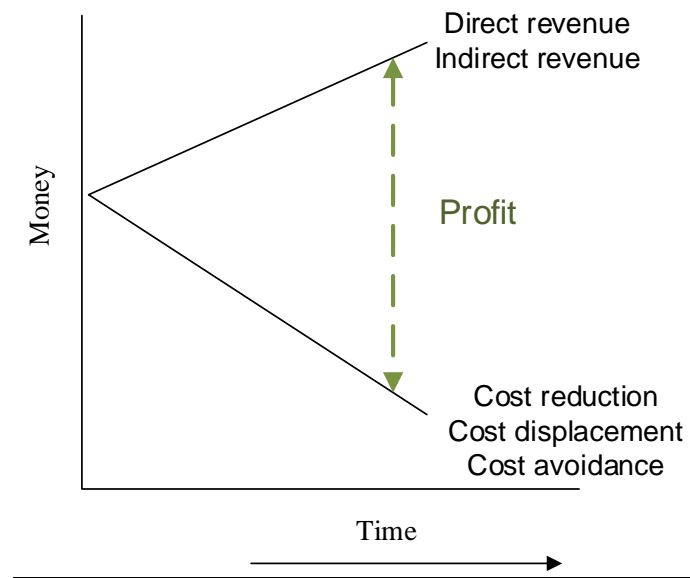 Direct revenue
Indirect revenue
Money
Profit
Cost reduction
Cost displacement
Cost avoidance
Time